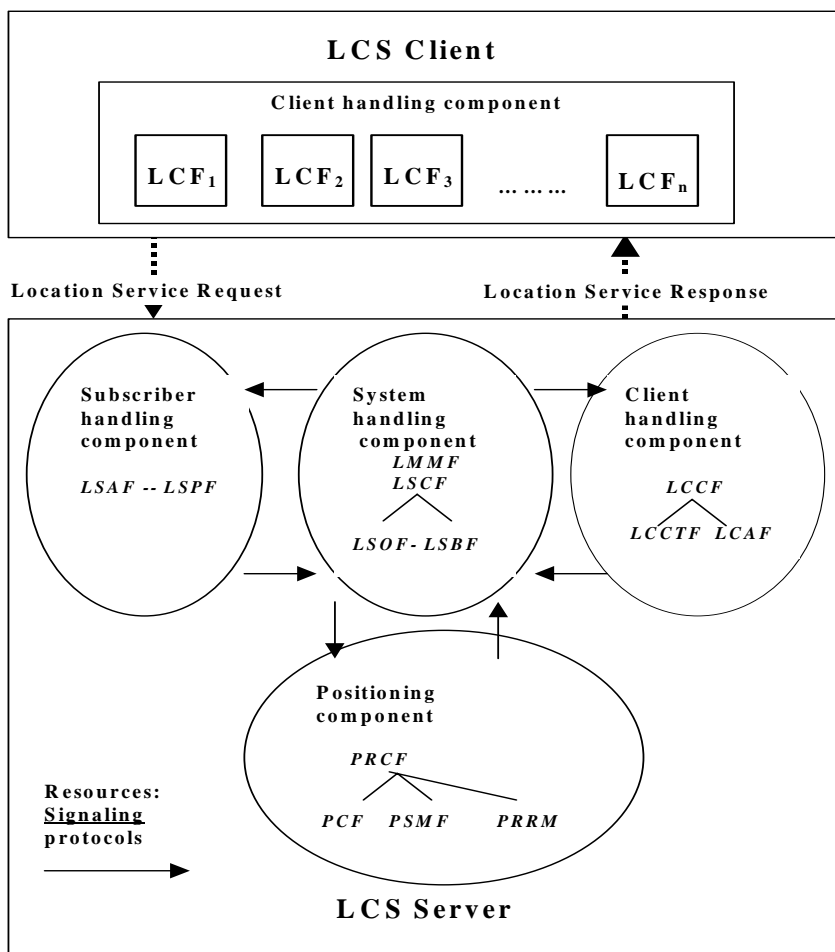 LCS Client
Client handling component
LCF1 LCF2 LCF3 ... ... ... LCFn
Location Service Request
Location Service Response
Subscriber
handling
component
LSAF -- LSPF
System
handling
component
LMMF
LSCF
LSOF- LSBF
Client
handling
component
LCCF
LCCTF LCAF
Positioning
component
PRCF
PCF PSMF PRRM
Resources:
Signaling
protocols
LCS Server